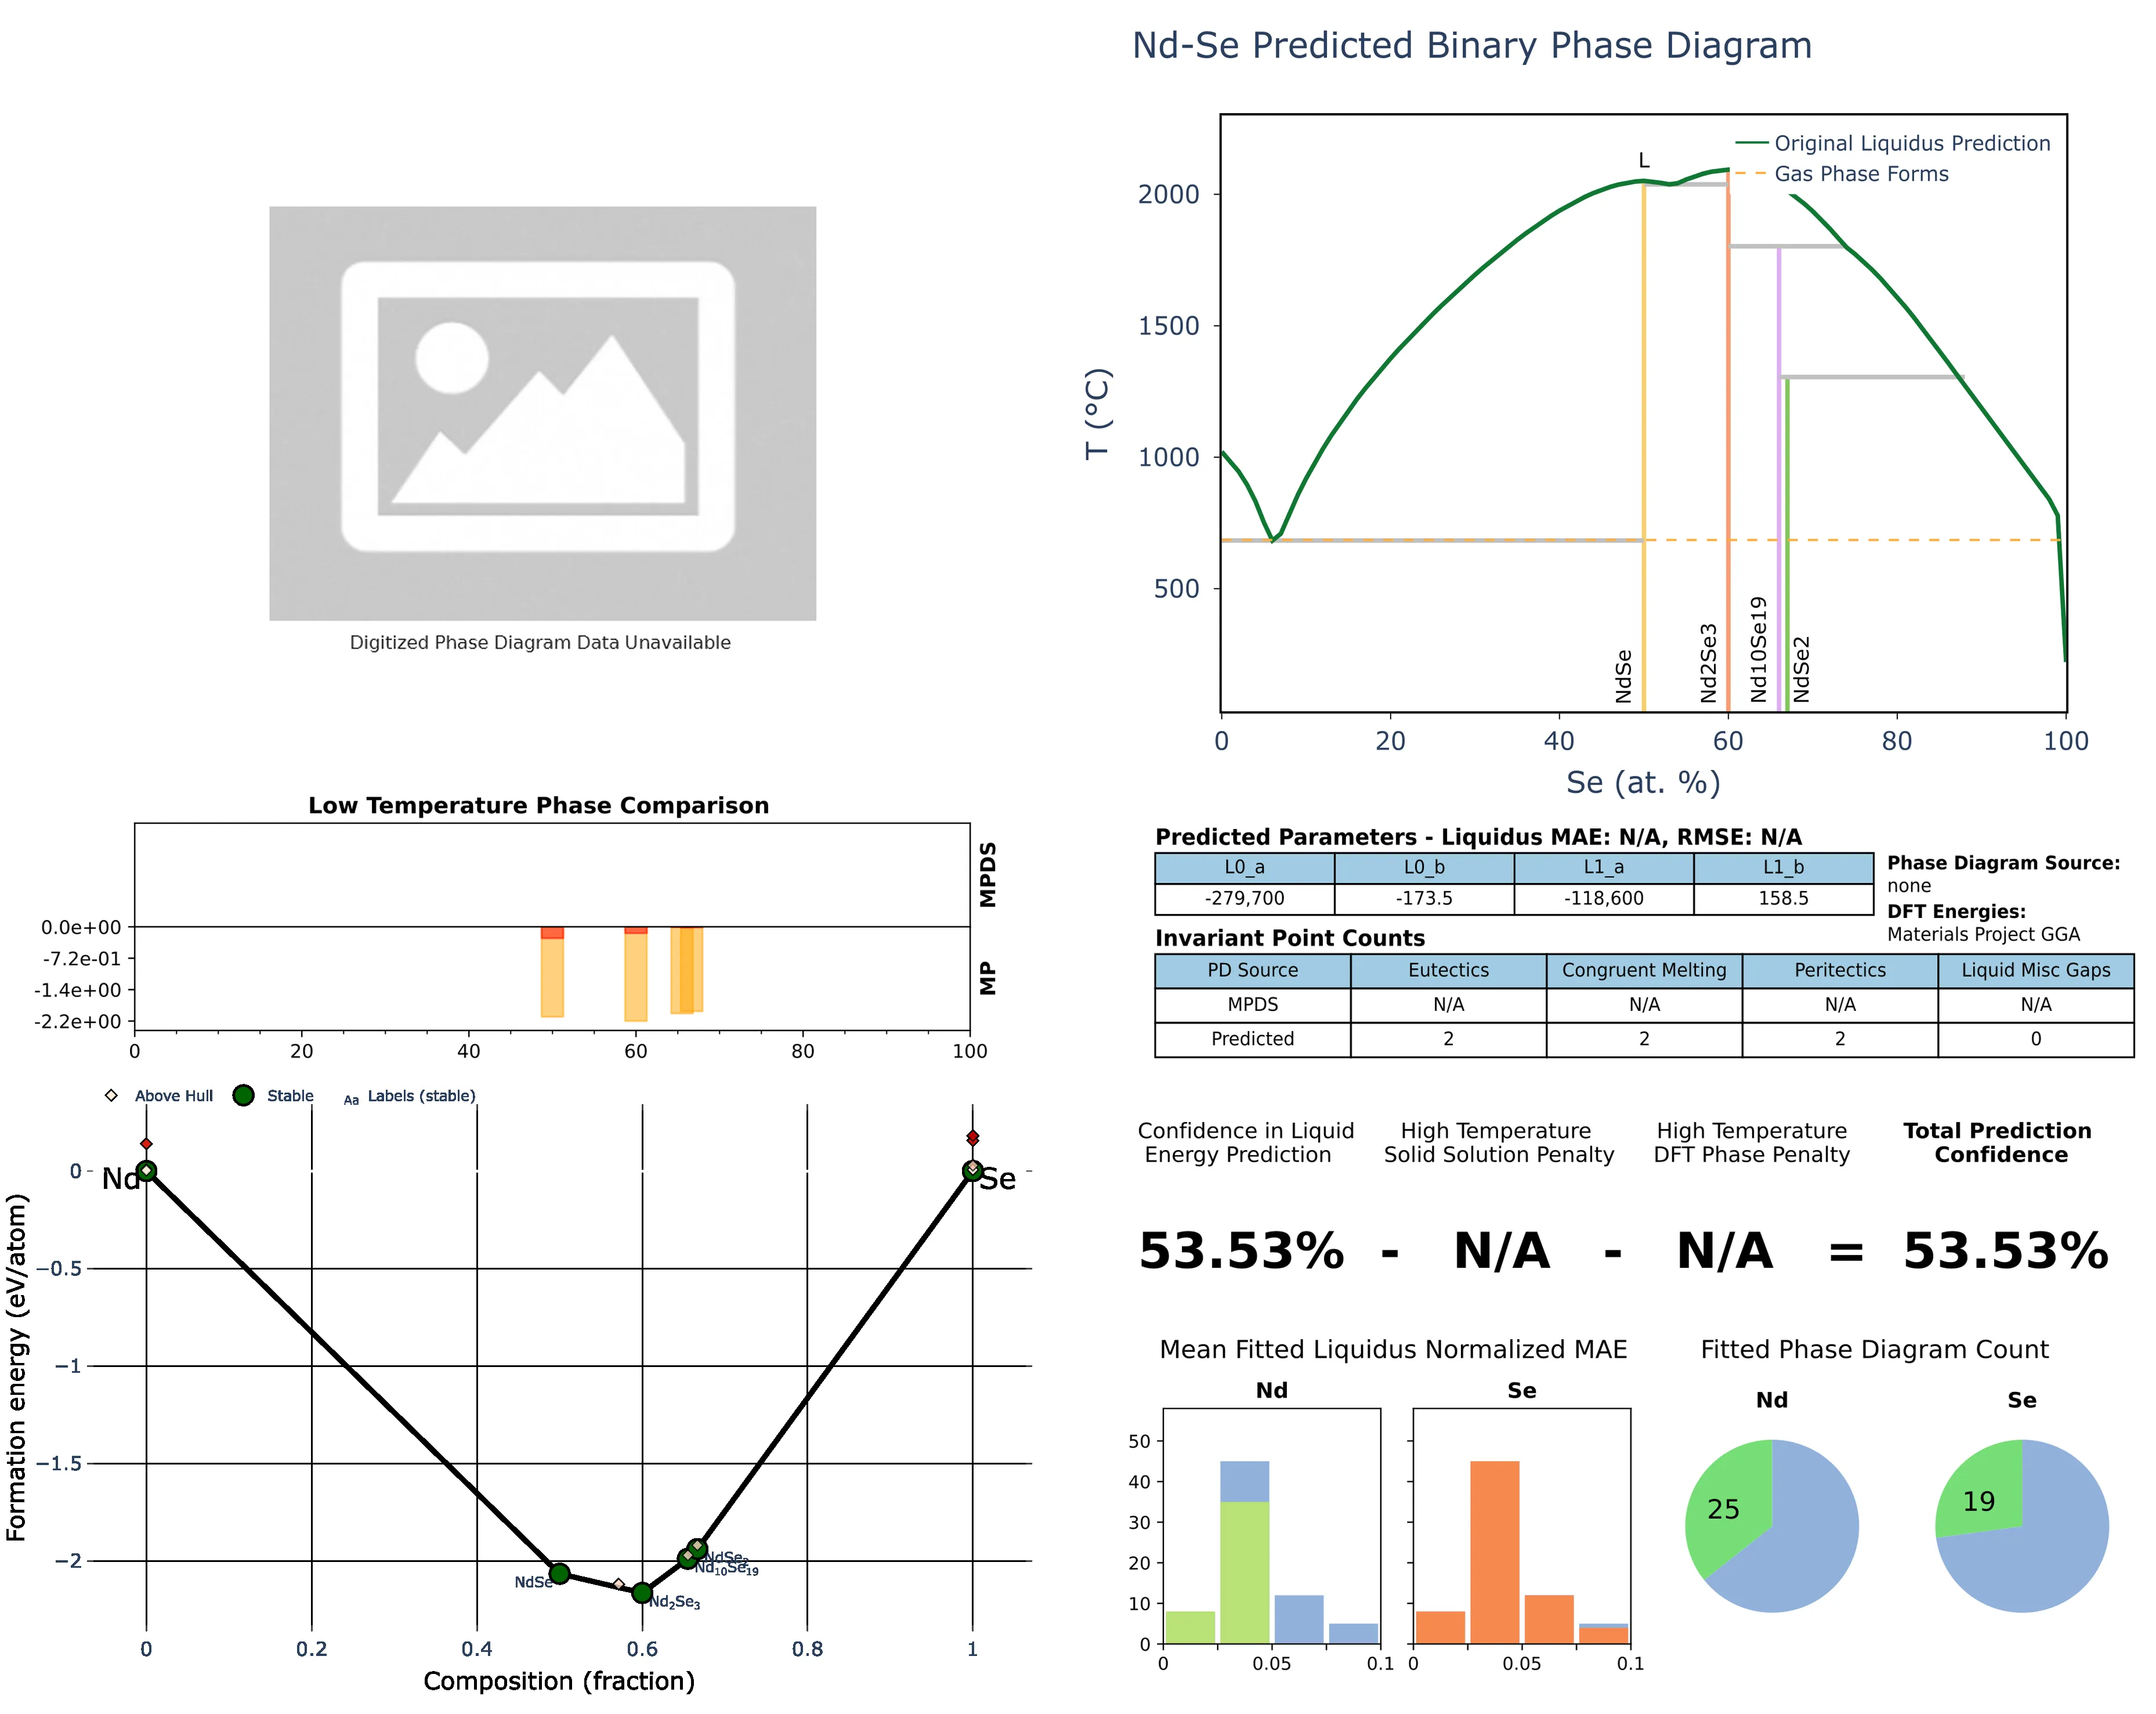 Nd-Se Predicted Binary Phase Diagram
Digitized Phase Diagram Data Unavailable
T (°C)
2000
1500
1000
500
L
Original Liquidus Prediction
Gas Phase Forms
NdSe
Nd2Se3
Nd10Se19
NdSe2
0 20 40 60 80 100
Se (at. %)
Low Temperature Phase Comparison
MPDS
MP
0.0e+00
-7.2e-01
-1.4e+00
-2.2e+00
0 20 40 60 80 100
Predicted Parameters - Liquidus MAE: N/A, RMSE: N/A
L0_a L0_b L1_a L1_b
-279,700 -173.5 -118,600 158.5
Phase Diagram Source:
none
DFT Energies:
Materials Project GGA
Invariant Point Counts
PD Source Eutectics Congruent Melting Peritectics Liquid Misc Gaps
MPDS N/A N/A N/A N/A
Predicted 2 2 2 0
Above Hull Stable Aa Labels (stable)
Formation energy (eV/atom)
0
−0.5
−1
−1.5
−2
Nd
Se
NdSe
Nd₂Se₃
NdSe₂
Nd₁₀Se₁₉
0 0.2 0.4 0.6 0.8 1
Composition (fraction)
Confidence in Liquid
Energy Prediction
High Temperature
Solid Solution Penalty
High Temperature
DFT Phase Penalty
Total Prediction
Confidence
53.53% - N/A - N/A = 53.53%
Mean Fitted Liquidus Normalized MAE
Nd
Se
50
40
30
20
10
0
0 0.05 0.1
0 0.05 0.1
Fitted Phase Diagram Count
Nd
Se
25
19